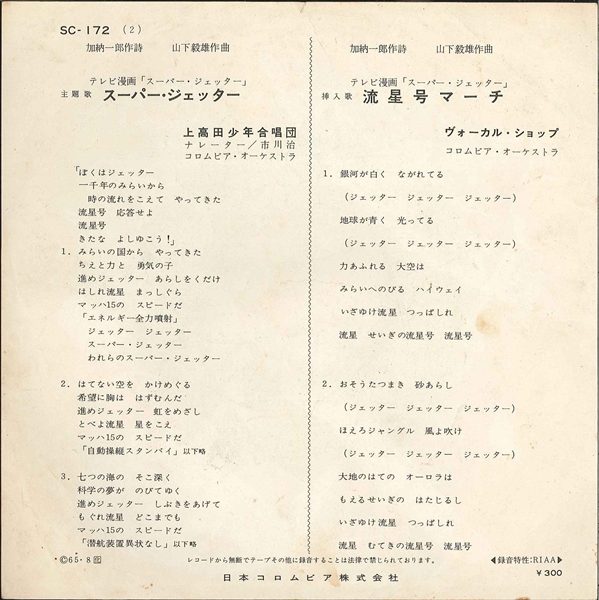 SC-172 (2)
加納一郎作詩 山下毅雄作曲
テレビ漫画「スーパー・ジェッター」
主題歌 スーパー・ジェッター
上高田少年合唱団
ナレーター/市川治
コロムビア・オーケストラ
「ぼくはジェッター
一千年のみらいから
時の流れをこえて やってきた
流星号 応答せよ
流星号
きたな よしゆこう!」
1. みらいの国から やってきた
ちえと力と 勇気の子
進めジェッター あらしをくだけ
はしれ流星 まっしぐら
マッハ15の スピードだ
「エネルギー全力噴射」
ジェッター ジェッター
スーパー・ジェッター
われらのスーパー・ジェッター
2. はてない空を かけめぐる
希望に胸は はずむんだ
進めジェッター 虹をめざし
とべよ流星 星をこえ
マッハ15の スピードだ
「自動操縦スタンバイ」以下略
3. 七つの海の そこ深く
科学の夢が のびてゆく
進めジェッター しぶきをあげて
もぐれ流星 どこまでも
マッハ15の スピードだ
「潜航装置異状なし」以下略
加納一郎作詩 山下毅雄作曲
テレビ漫画「スーパー・ジェッター」
挿入歌 流星号マーチ
ヴォーカル・ショップ
コロムビア・オーケストラ
1. 銀河が白く ながれてる
(ジェッター ジェッター ジェッター)
地球が青く 光ってる
(ジェッター ジェッター ジェッター)
力あふれる 大空は
みらいへのびる ハイウェイ
いざゆけ流星 つっぱしれ
流星 せいぎの流星号 流星号
2. おそうたつまき 砂あらし
(ジェッター ジェッター ジェッター)
ほえろジャングル 風よ吹け
(ジェッター ジェッター ジェッター)
大地のはての オーロラは
もえるせいぎの はたじるし
いざゆけ流星 つっぱしれ
流星 むてきの流星号 流星号
©65・8
レコードから無断でテープその他に録音することは法律で禁じられております。
◀録音特性:RIAA▶
日本コロムビア株式会社
¥300